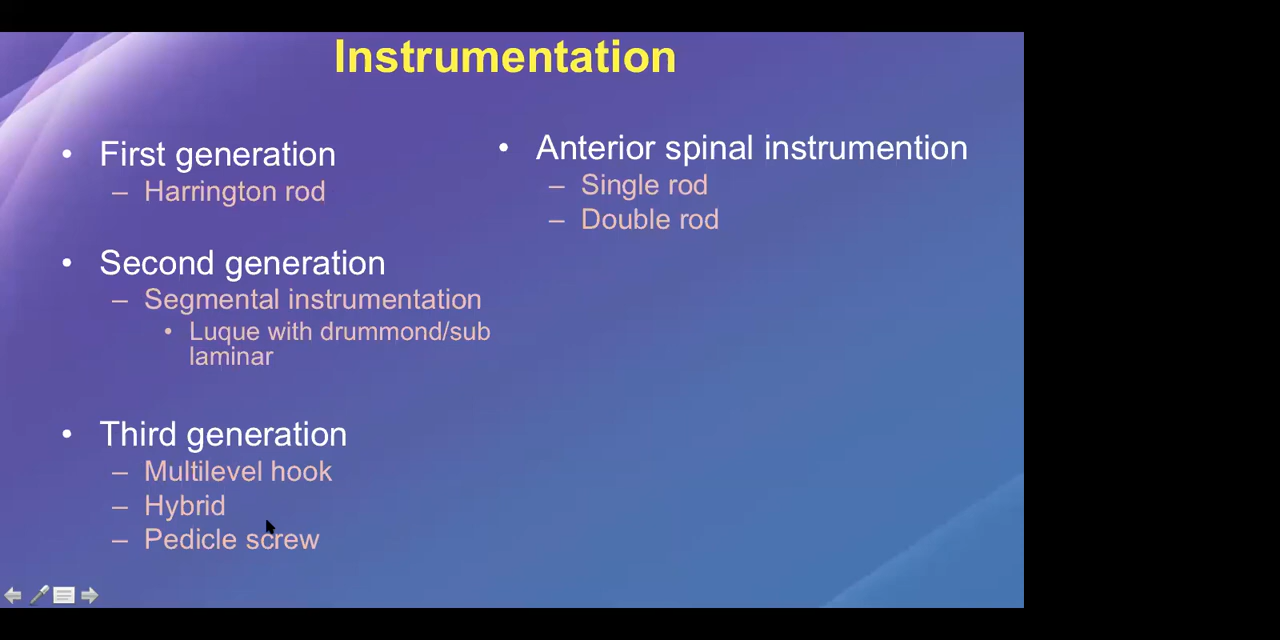 Instrumentation
• First generation
– Harrington rod
• Second generation
– Segmental instrumentation
• Luque with drummond/sub
laminar
• Third generation
– Multilevel hook
– Hybrid
– Pedicle screw
• Anterior spinal instrumention
– Single rod
– Double rod